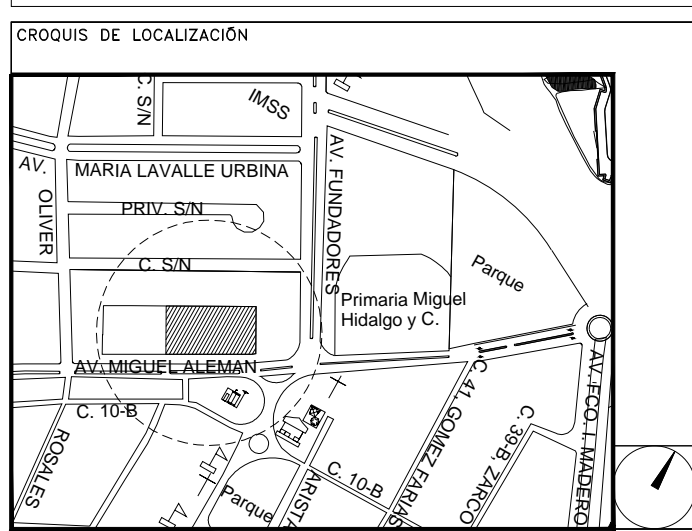 CROQUIS DE LOCALIZACIÓN
C. S/N
IMSS
AV.
OLIVER
MARIA LAVALLE URBINA
AV. FUNDADORES
PRIV. S/N
C. S/N
Parque
Primaria Miguel
Hidalgo y C.
AV. MIGUEL ALEMAN
C. 10-B
ROSALES
Parque
ARISTA
C. 10-B
C. 41, GOMEZ FARIAS
C. 39-B, ZARCO
AV. FCO. I. MADERO